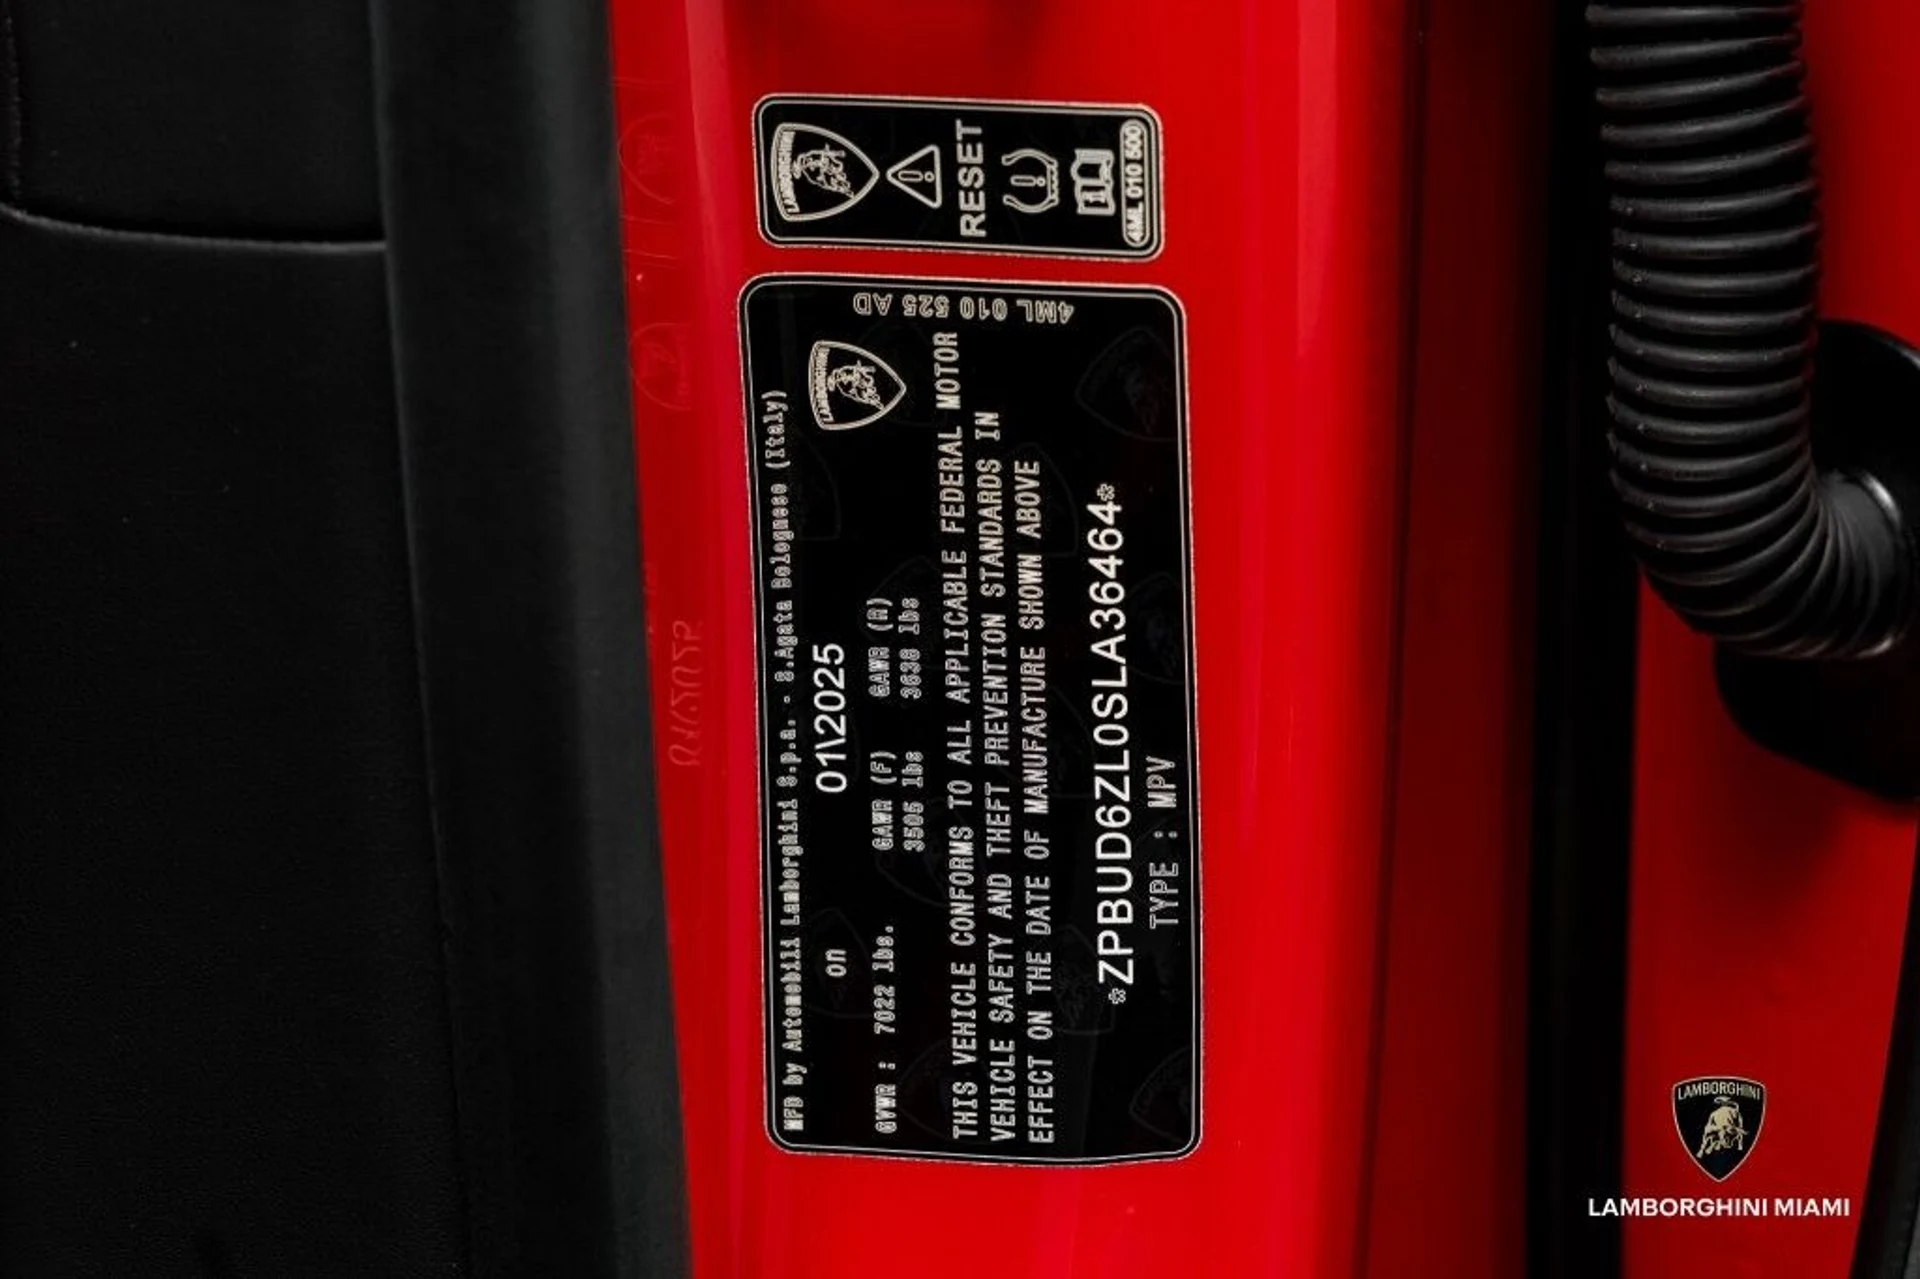 LAMBORGHINI
RESET
4ML 010 500
4ML 010 525 AD
LAMBORGHINI
MFD by Automobili Lamborghini S.p.a. - S.Agata Bolognese (Italy)
on 01\2025
GVWR : 7022 lbs. GAWR (F) GAWR (R)
3505 lbs 3638 lbs
THIS VEHICLE CONFORMS TO ALL APPLICABLE FEDERAL MOTOR
VEHICLE SAFETY AND THEFT PREVENTION STANDARDS IN
EFFECT ON THE DATE OF MANUFACTURE SHOWN ABOVE
*ZPBUD6ZL0SLA36464*
TYPE : MPV
LAMBORGHINI
LAMBORGHINI MIAMI